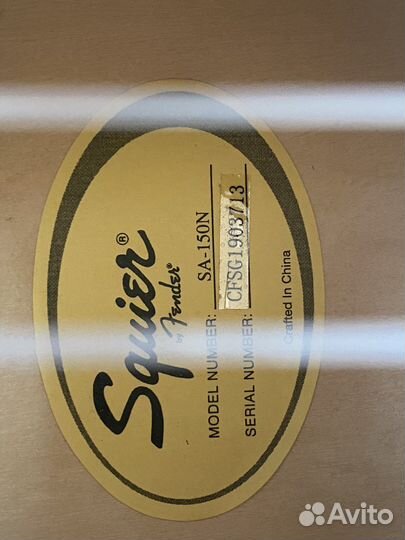 Squier®
by Fender®
MODEL NUMBER: SA-150N
SERIAL NUMBER: CFSG1903713
Crafted In China
Avito